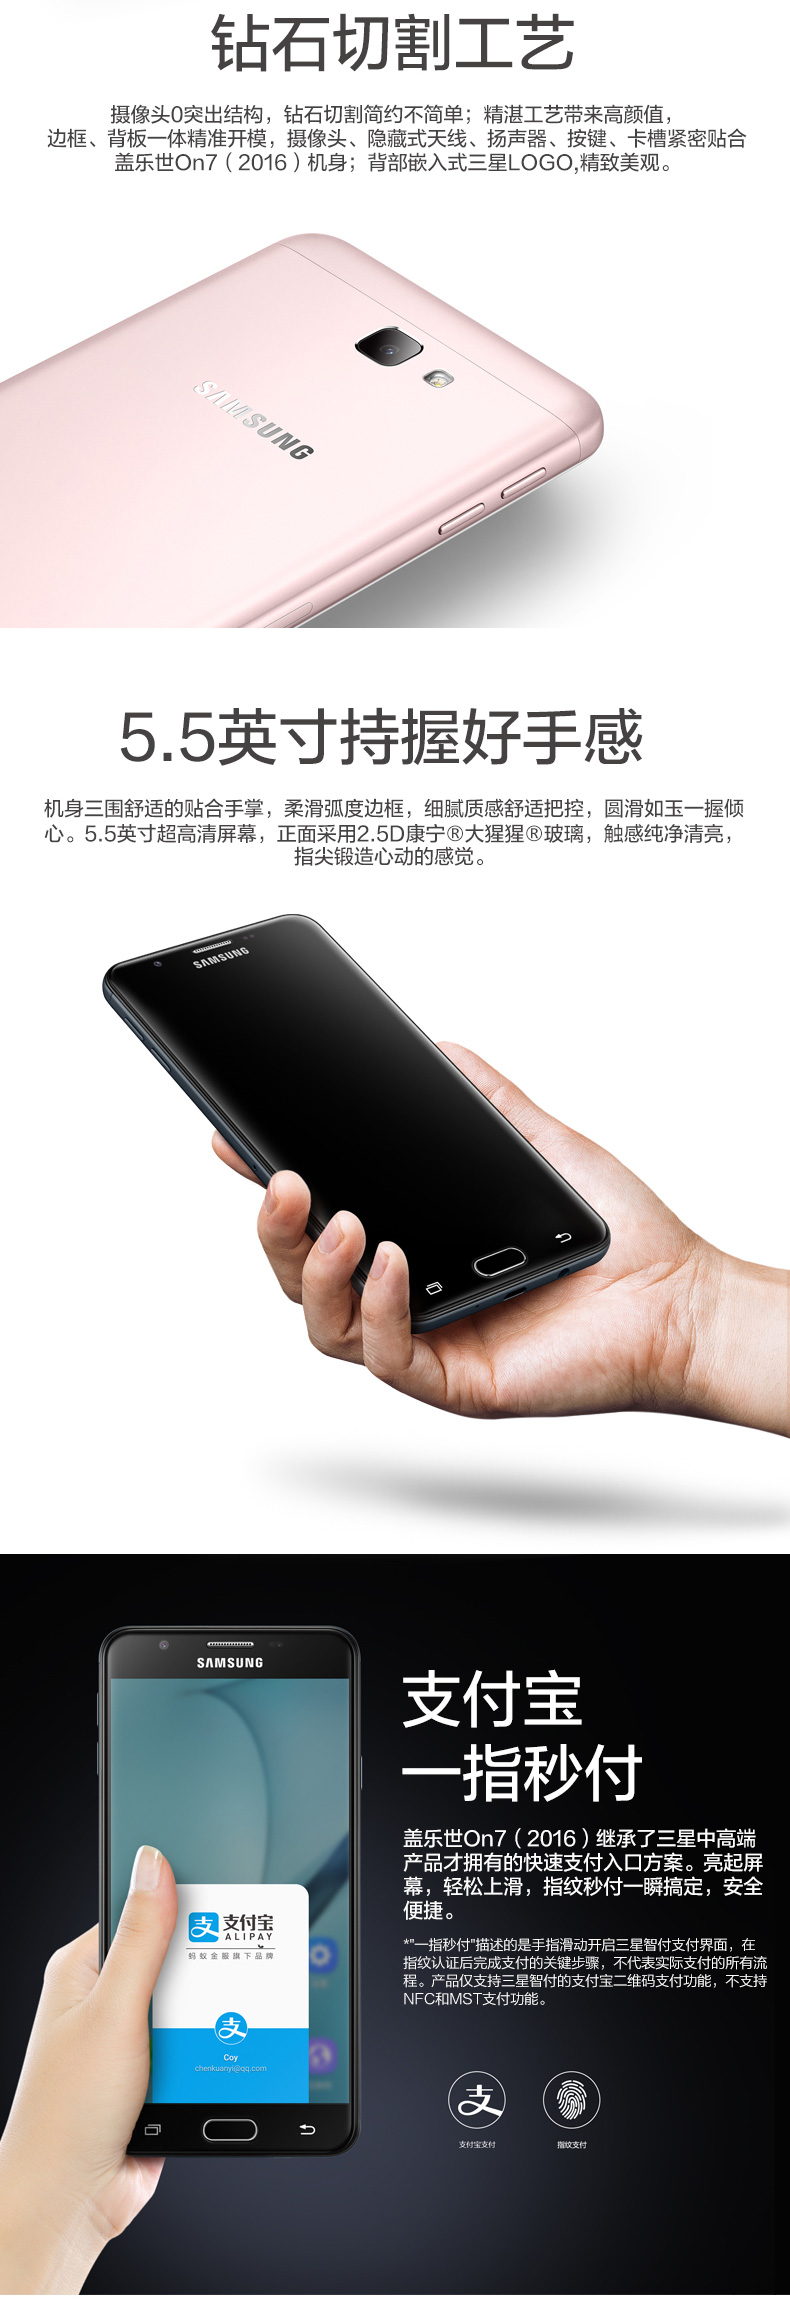 钻石切割工艺
摄像头0突出结构，钻石切割简约不简单；精湛工艺带来高颜值，
边框、背板一体精准开模，摄像头、隐藏式天线、扬声器、按键、卡槽紧密贴合
盖乐世On7（2016）机身；背部嵌入式三星LOGO,精致美观。
SAMSUNG
5.5英寸持握好手感
机身三围舒适的贴合手掌，柔滑弧度边框，细腻质感舒适把控，圆滑如玉一握倾
心。5.5英寸超高清屏幕，正面采用2.5D康宁®大猩猩®玻璃，触感纯净清亮，
指尖锻造心动的感觉。
SAMSUNG
SAMSUNG
支付宝
一指秒付
盖乐世On7（2016）继承了三星中高端
产品才拥有的快速支付入口方案。亮起屏
幕，轻松上滑，指纹秒付一瞬搞定，安全
便捷。
*"一指秒付"描述的是手指滑动开启三星智付支付界面，在
指纹认证后完成支付的关键步骤，不代表实际支付的所有流
程。产品仅支持三星智付的支付宝二维码支付功能，不支持
NFC和MST支付功能。
支 支付宝
ALIPAY
蚂蚁金服旗下品牌
支
Coy
chenkuanyi@qq.com
支
支付宝支付
指纹支付